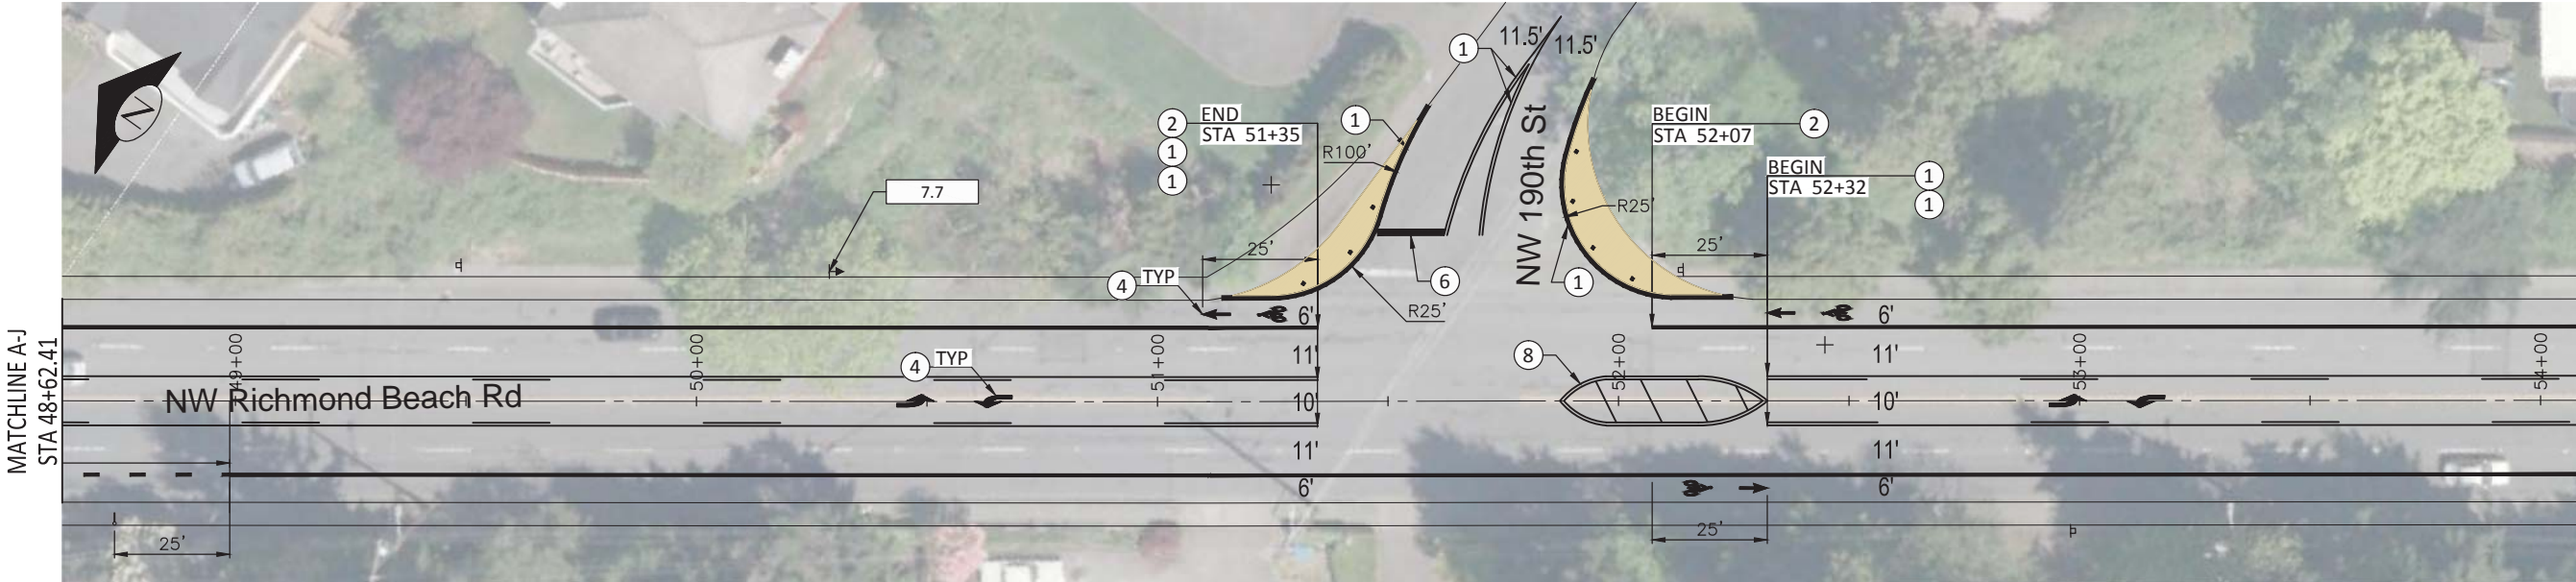 MATCHLINE A-J
STA 48+62.41
N
NW Richmond Beach Rd
49+00
50+00
51+00
52+00
53+00
54+00
7.7
4 TYP
4 TYP
2 END
STA 51+35
1
1
1
R100'
25'
6'
11'
10'
11'
6'
1
11.5'
11.5'
6
R25'
NW 190th St
R25'
1
8
BEGIN 2
STA 52+07
BEGIN 1
STA 52+32
1
25'
6'
11'
10'
11'
6'
25'
25'